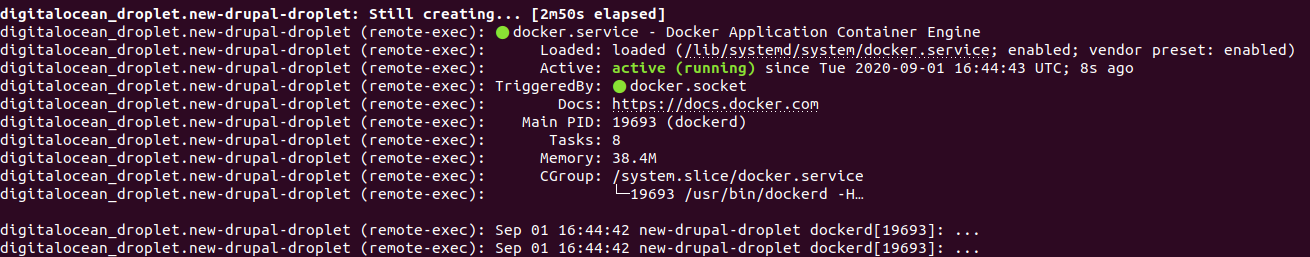 digitalocean_droplet.new-drupal-droplet: Still creating... [2m50s elapsed]
digitalocean_droplet.new-drupal-droplet (remote-exec): ●docker.service - Docker Application Container Engine
digitalocean_droplet.new-drupal-droplet (remote-exec):      Loaded: loaded (/lib/systemd/system/docker.service; enabled; vendor preset: enabled)
digitalocean_droplet.new-drupal-droplet (remote-exec):      Active: active (running) since Tue 2020-09-01 16:44:43 UTC; 8s ago
digitalocean_droplet.new-drupal-droplet (remote-exec): TriggeredBy: ●docker.socket
digitalocean_droplet.new-drupal-droplet (remote-exec):        Docs: https://docs.docker.com
digitalocean_droplet.new-drupal-droplet (remote-exec):    Main PID: 19693 (dockerd)
digitalocean_droplet.new-drupal-droplet (remote-exec):       Tasks: 8
digitalocean_droplet.new-drupal-droplet (remote-exec):      Memory: 38.4M
digitalocean_droplet.new-drupal-droplet (remote-exec):      CGroup: /system.slice/docker.service
digitalocean_droplet.new-drupal-droplet (remote-exec):              └─19693 /usr/bin/dockerd -H…
digitalocean_droplet.new-drupal-droplet (remote-exec): Sep 01 16:44:42 new-drupal-droplet dockerd[19693]: ...
digitalocean_droplet.new-drupal-droplet (remote-exec): Sep 01 16:44:42 new-drupal-droplet dockerd[19693]: ...